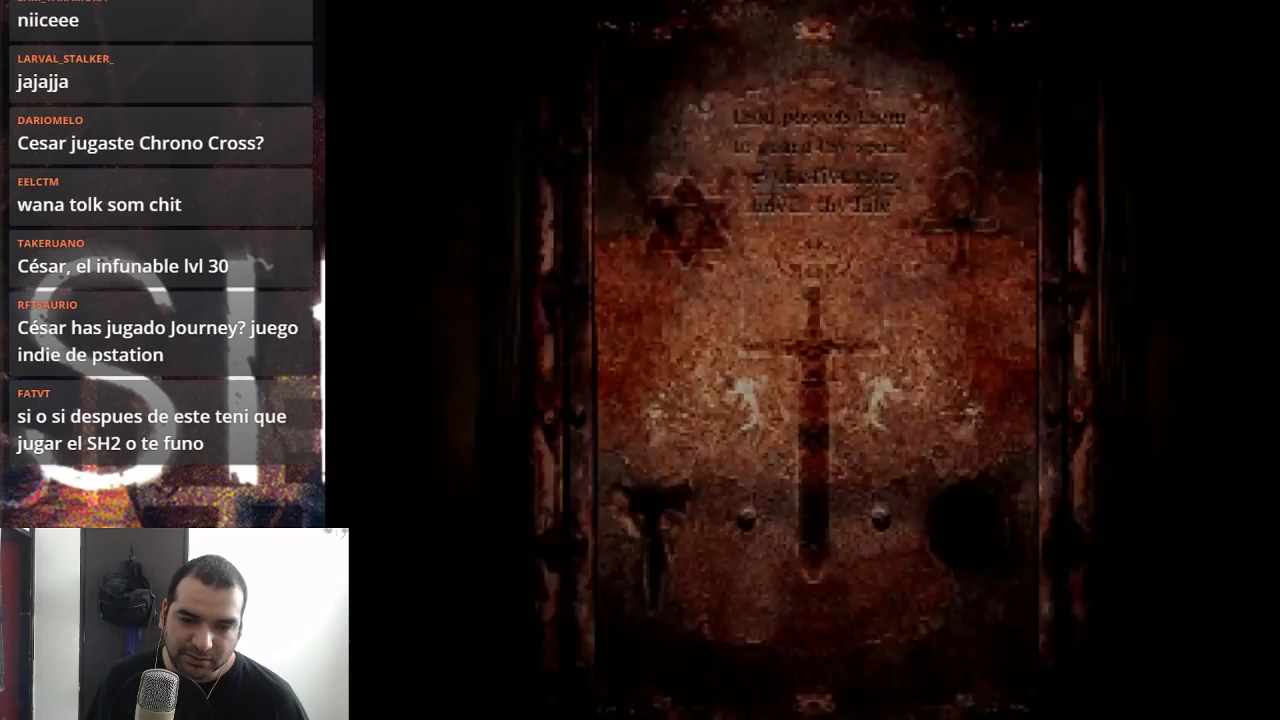 niiceee
LARVAL_STALKER_
jajajja
DARIOMELO
Cesar jugaste Chrono Cross?
EELCTM
wana tolk som chit
TAKERUANO
César, el infunable lvl 30
RFTSAURIO
César has jugado Journey? juego
indie de pstation
FATVT
si o si despues de este teni que
jugar el SH2 o te funo
SI